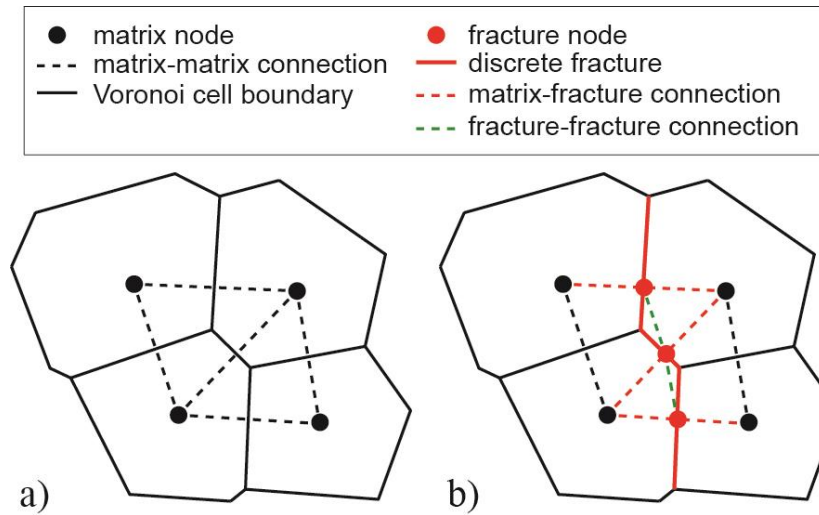 matrix node
matrix-matrix connection
Voronoi cell boundary
fracture node
discrete fracture
matrix-fracture connection
fracture-fracture connection
a)
b)